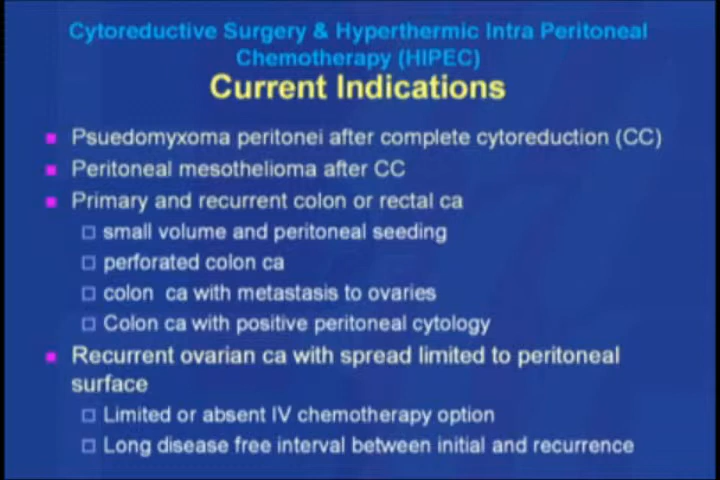 Cytoreductive Surgery & Hyperthermic Intra Peritoneal
Chemotherapy (HIPEC)
Current Indications
Psuedomyxoma peritonei after complete cytoreduction (CC)
Peritoneal mesothelioma after CC
Primary and recurrent colon or rectal ca
small volume and peritoneal seeding
perforated colon ca
colon ca with metastasis to ovaries
Colon ca with positive peritoneal cytology
Recurrent ovarian ca with spread limited to peritoneal
surface
Limited or absent IV chemotherapy option
Long disease free interval between initial and recurrence